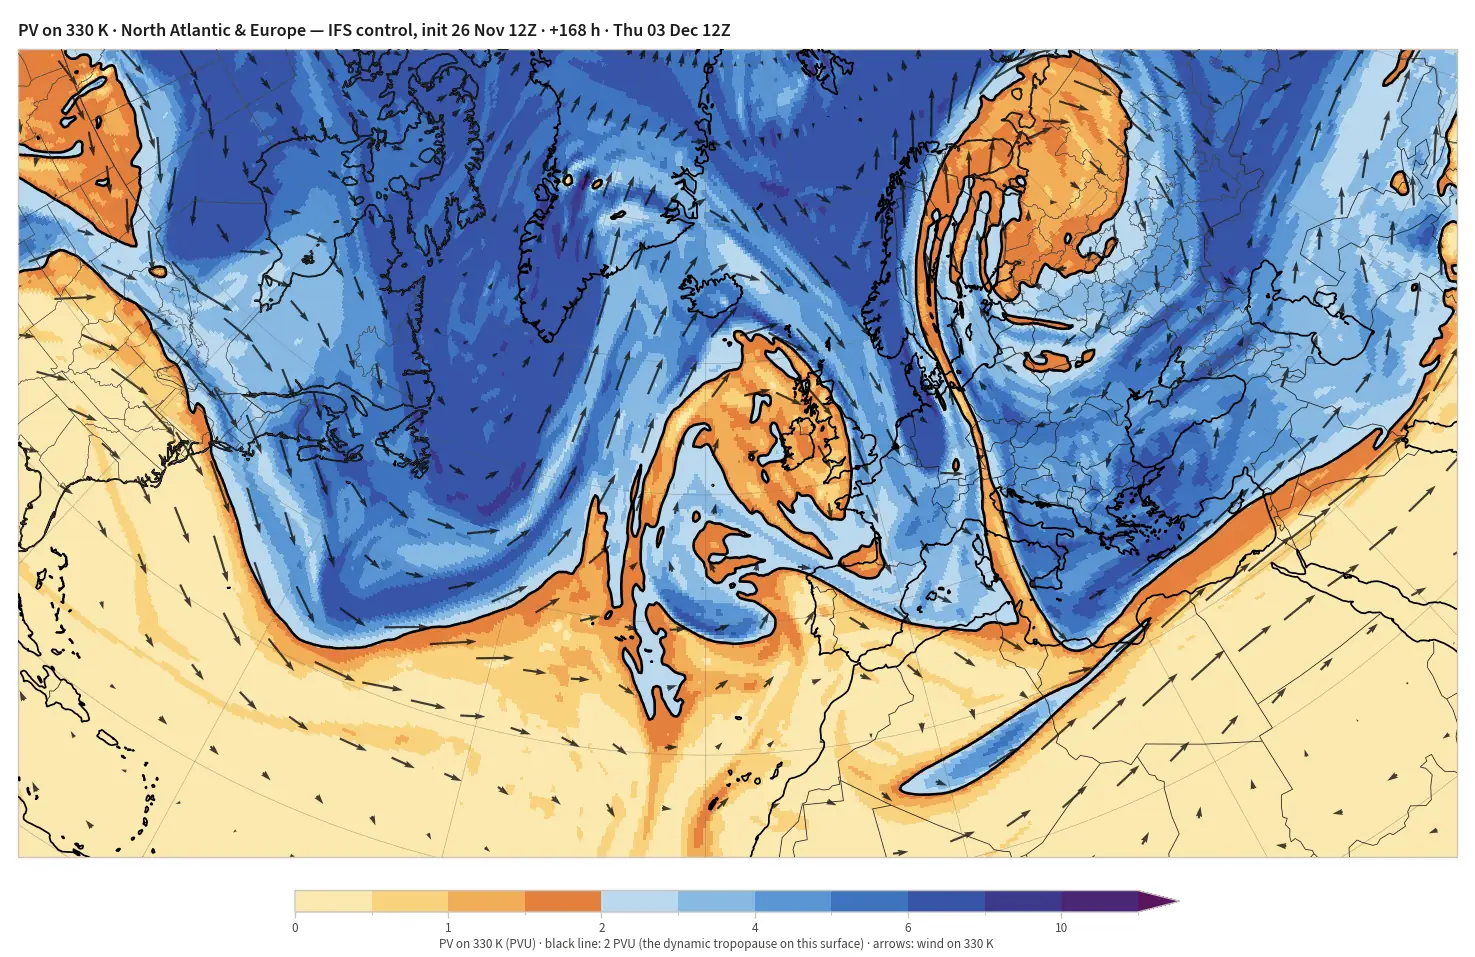 PV on 330 K · North Atlantic & Europe — IFS control, init 26 Nov 12Z · +168 h · Thu 03 Dec 12Z
0 1 2 4 6 10
PV on 330 K (PVU) · black line: 2 PVU (the dynamic tropopause on this surface) · arrows: wind on 330 K